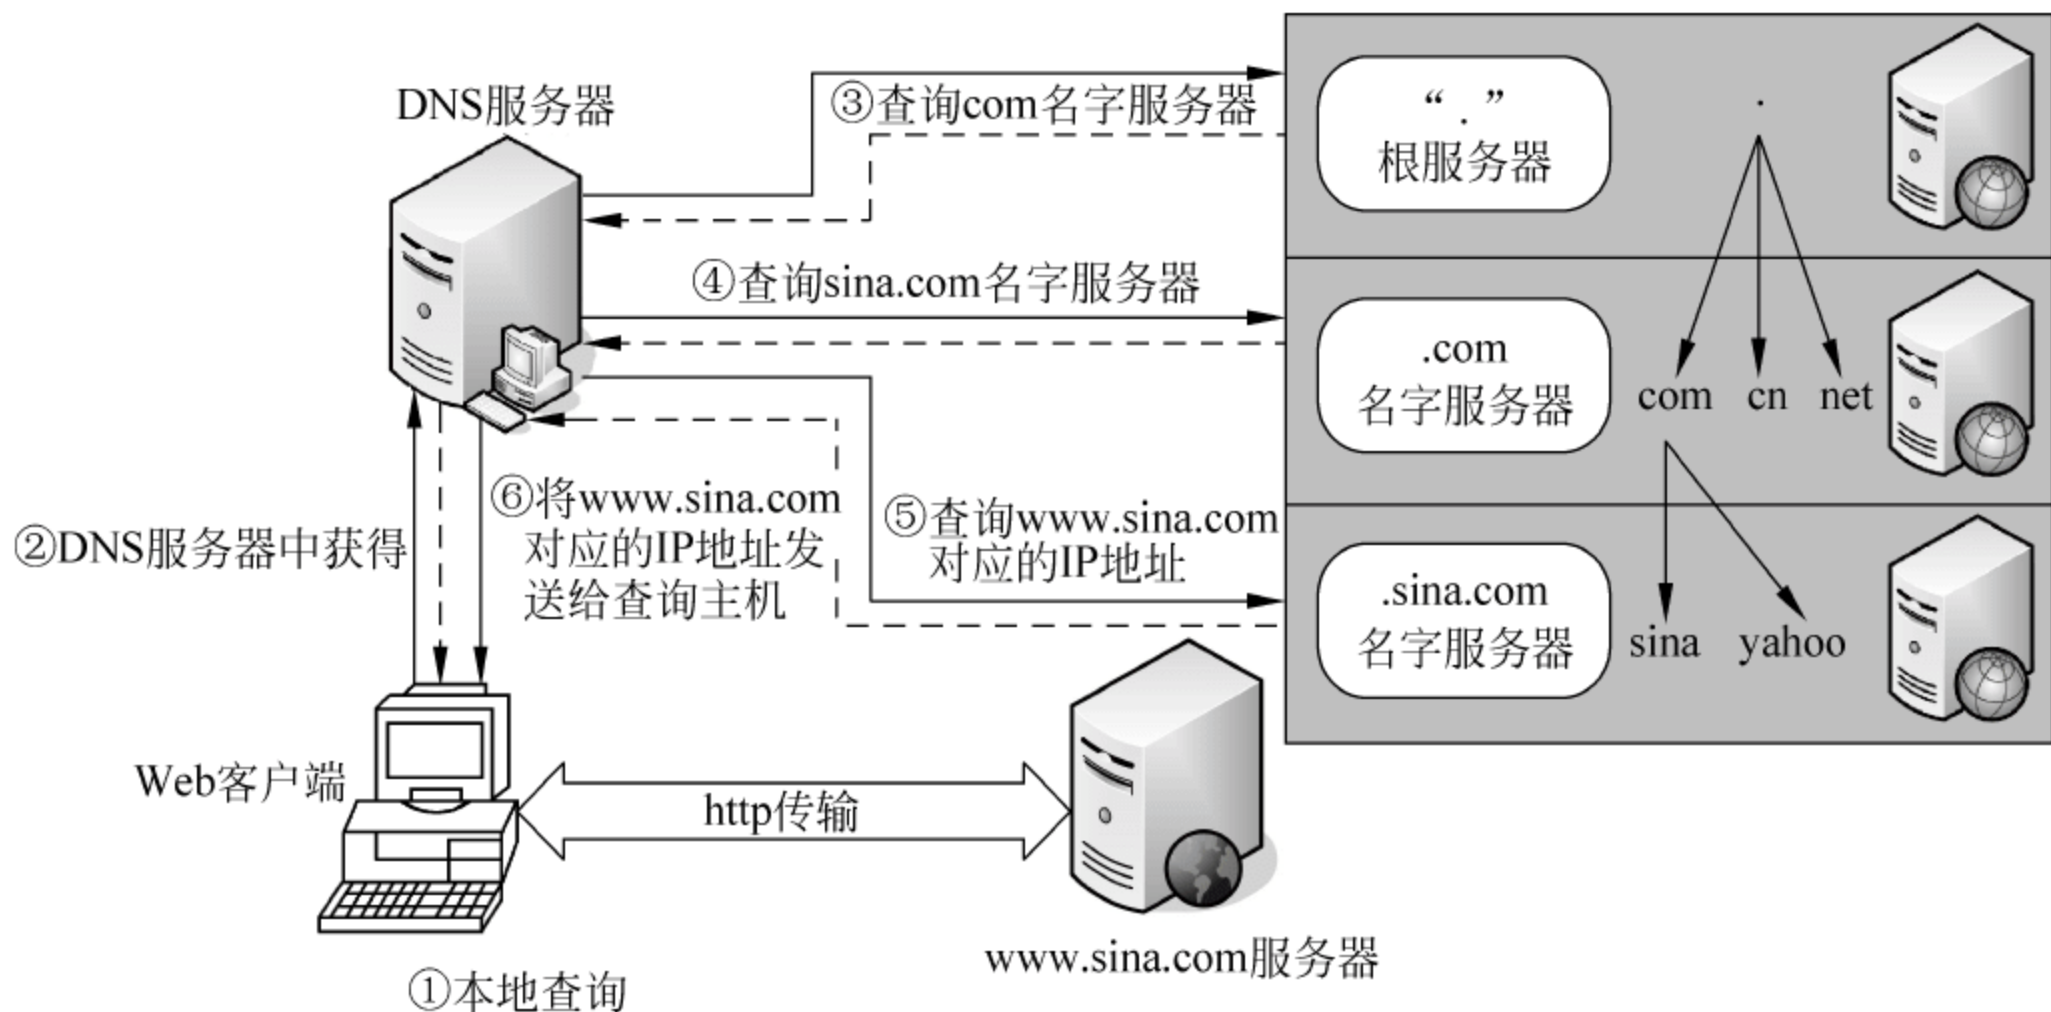 DNS服务器
③查询com名字服务器
“.”
根服务器
.
④查询sina.com名字服务器
.com
名字服务器
com cn net
②DNS服务器中获得
⑥将www.sina.com
对应的IP地址发
送给查询主机
⑤查询www.sina.com
对应的IP地址
.sina.com
名字服务器
sina yahoo
Web客户端
http传输
www.sina.com服务器
①本地查询